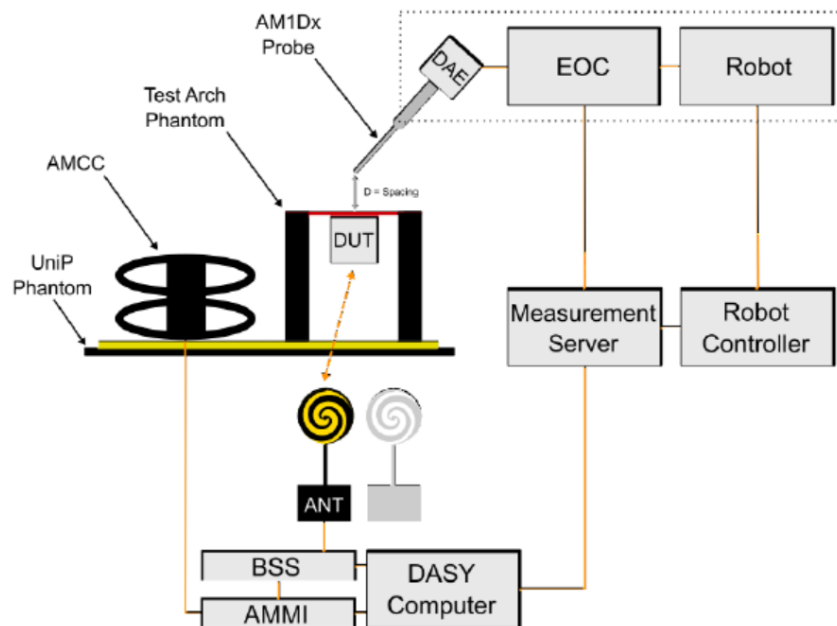 AM1Dx
Probe
DAE
EOC
Robot
Test Arch
Phantom
AMCC
D = Spacing
DUT
UniP
Phantom
Measurement
Server
Robot
Controller
ANT
BSS
DASY
Computer
AMMI